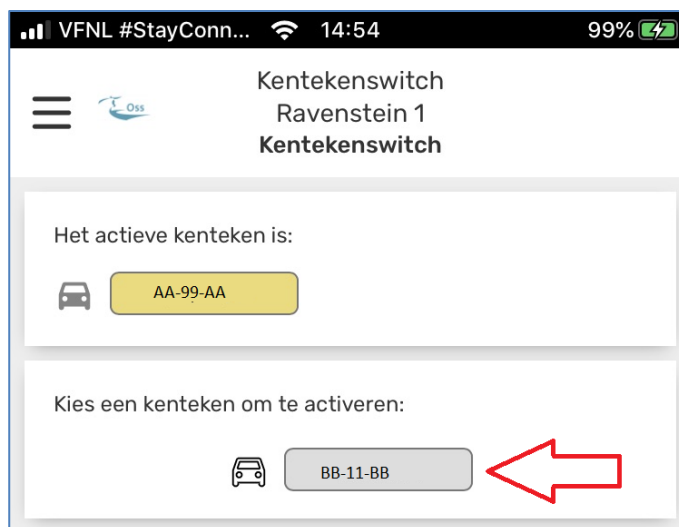 VFNL #StayConn... 14:54 99%
Kentekenswitch
Oss
Ravenstein 1
Kentekenswitch
Het actieve kenteken is:
AA-99-AA
Kies een kenteken om te activeren:
BB-11-BB